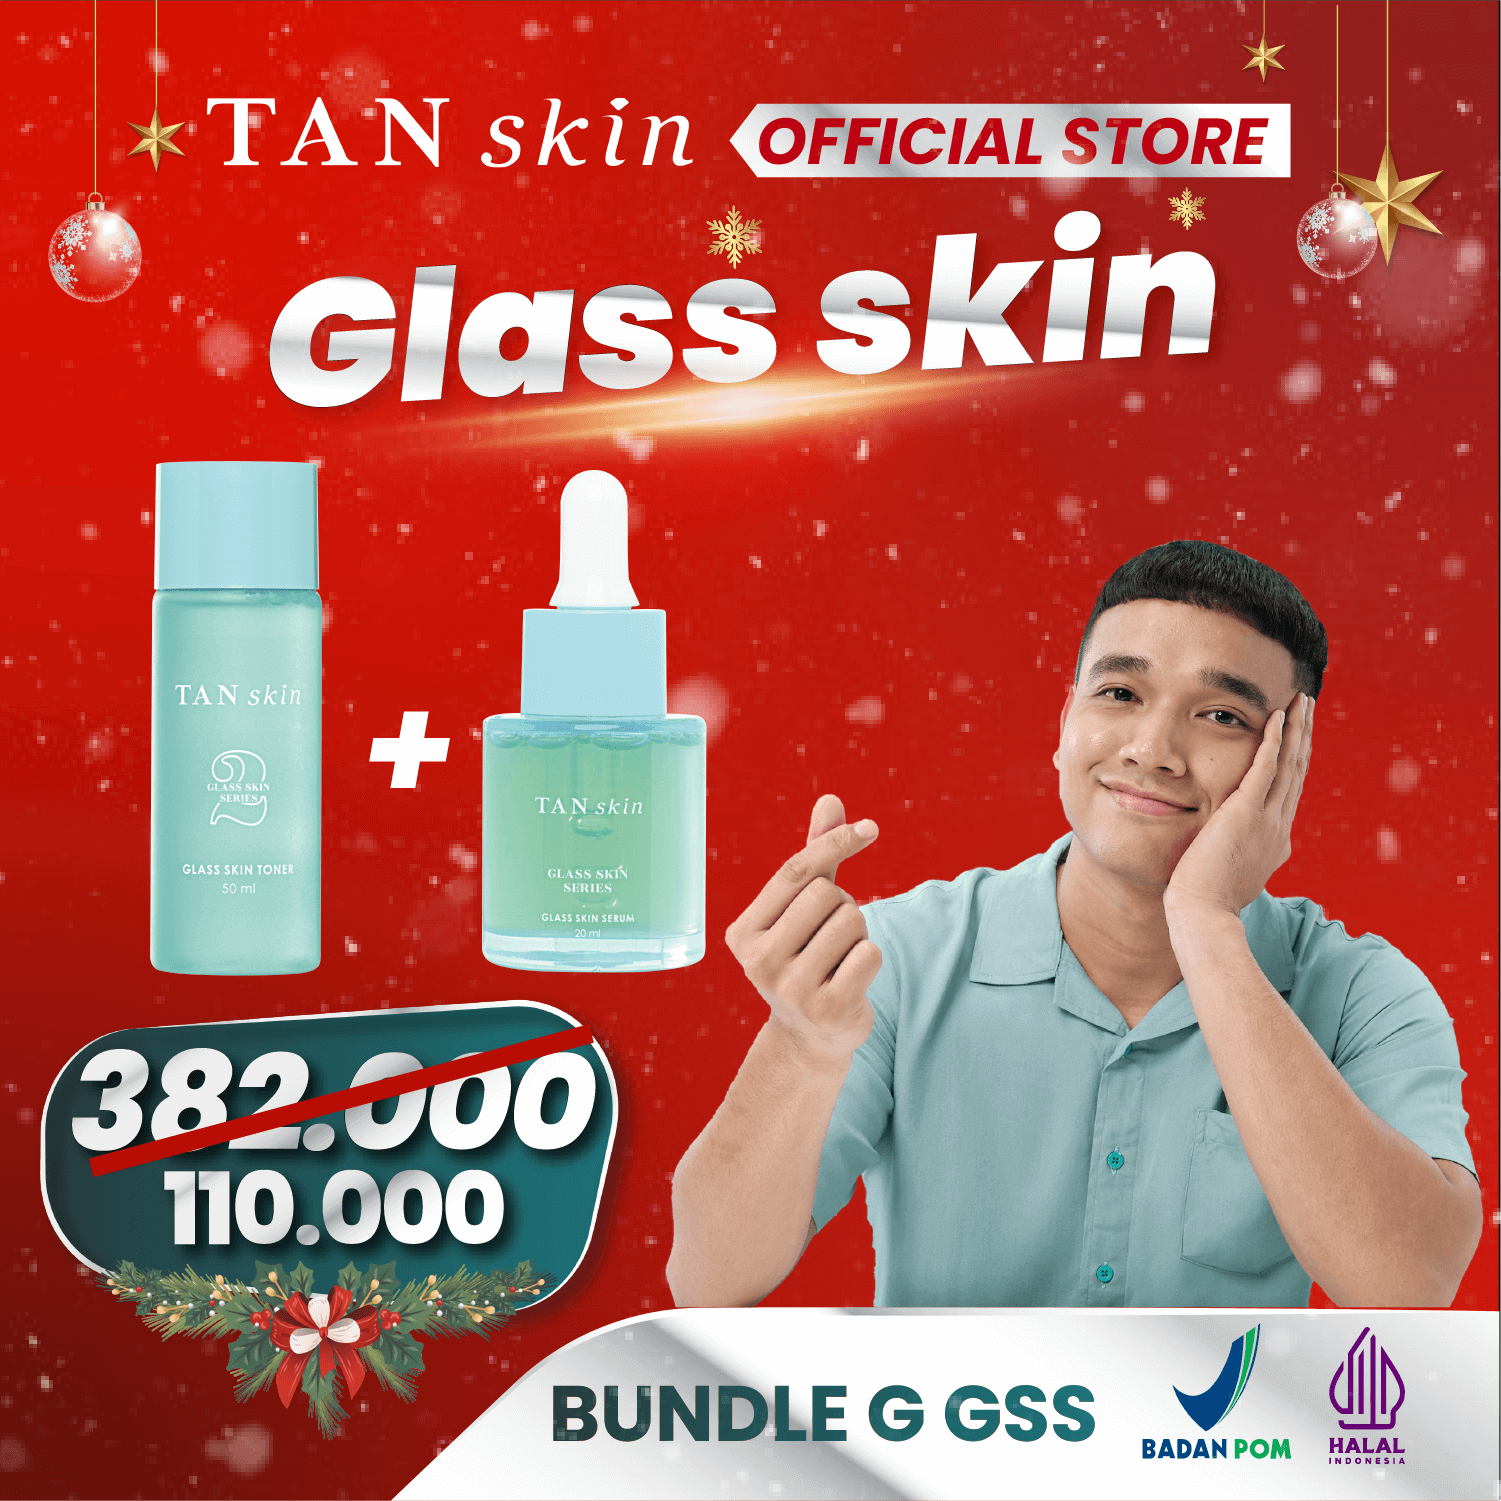 TAN skin OFFICIAL STORE
Glass skin
TAN skin
2
GLASS SKIN
SERIES
GLASS SKIN TONER
50 ml
+
TAN skin
GLASS SKIN
SERIES
GLASS SKIN SERUM
20 ml
382.000
110.000
BUNDLE G GSS
BADAN POM
HALAL
INDONESIA